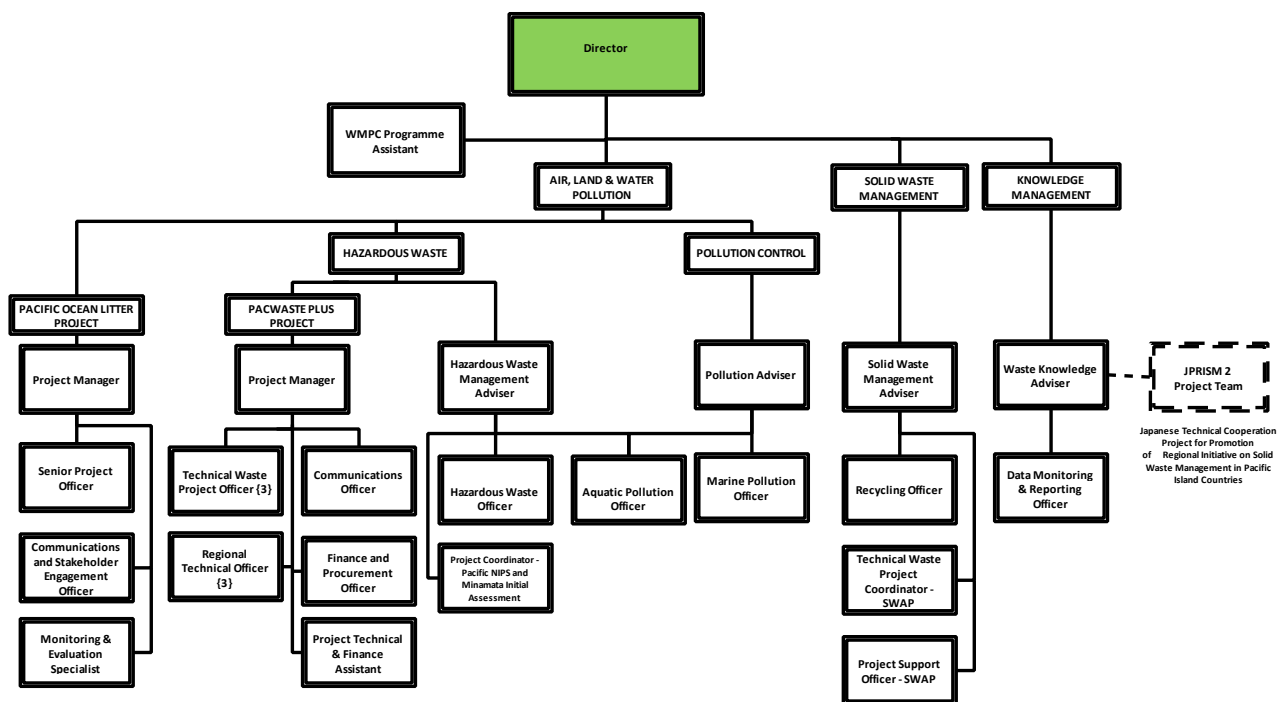 Director
WMPC Programme
Assistant
AIR, LAND & WATER
POLLUTION
SOLID WASTE
MANAGEMENT
KNOWLEDGE
MANAGEMENT
HAZARDOUS WASTE
POLLUTION CONTROL
PACIFIC OCEAN LITTER
PROJECT
PACWASTE PLUS
PROJECT
Project Manager
Project Manager
Hazardous Waste
Management
Adviser
Pollution Adviser
Solid Waste
Management
Adviser
Waste Knowledge
Adviser
JPRISM 2
Project Team
Japanese Technical Cooperation
Project for Promotion
of Regional Initiative on Solid
Waste Management in Pacific
Island Countries
Senior Project
Officer
Technical Waste
Project Officer {3}
Communications
Officer
Hazardous Waste
Officer
Aquatic Pollution
Officer
Marine Pollution
Officer
Recycling Officer
Data Monitoring
& Reporting
Officer
Communications
and Stakeholder
Engagement
Officer
Regional
Technical Officer
{3}
Finance and
Procurement
Officer
Project Coordinator -
Pacific NIPS and
Minamata Initial
Assessment
Technical Waste
Project
Coordinator -
SWAP
Monitoring &
Evaluation
Specialist
Project Technical
& Finance
Assistant
Project Support
Officer - SWAP